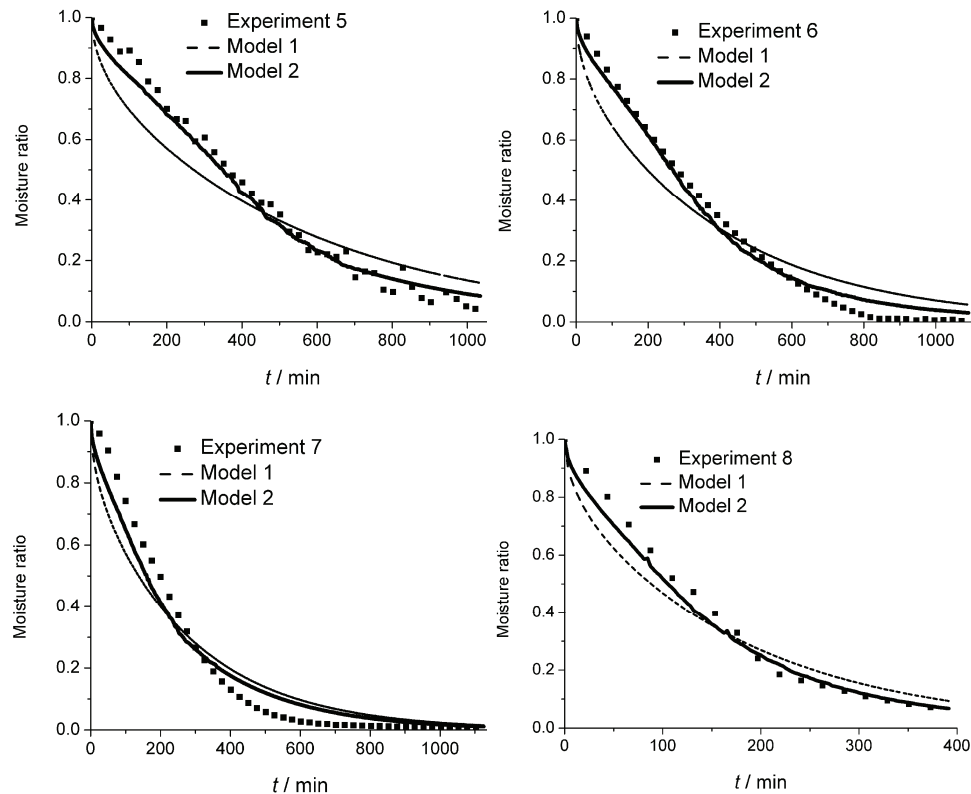 Experiment 5
Model 1
Model 2
Moisture ratio
1.0
0.8
0.6
0.4
0.2
0.0
0 200 400 600 800 1000
t / min
Experiment 6
Model 1
Model 2
Moisture ratio
1.0
0.8
0.6
0.4
0.2
0.0
0 200 400 600 800 1000
t / min
Experiment 7
Model 1
Model 2
Moisture ratio
1.0
0.8
0.6
0.4
0.2
0.0
0 200 400 600 800 1000
t / min
Experiment 8
Model 1
Model 2
Moisture ratio
1.0
0.8
0.6
0.4
0.2
0.0
0 100 200 300 400
t / min